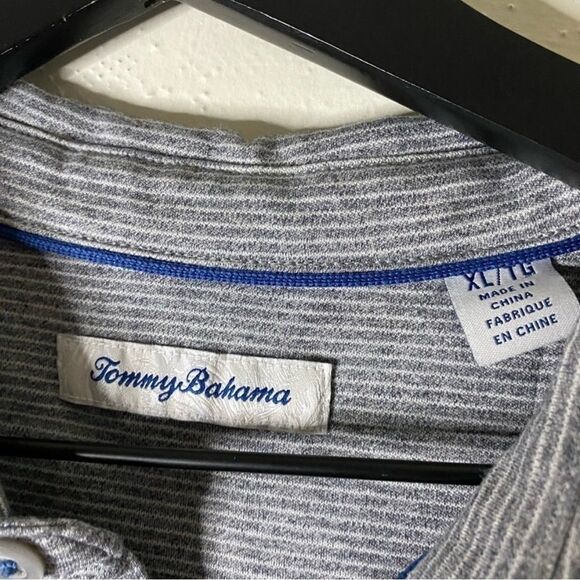 Tommy Bahama
XL/TG
MADE IN
CHINA
FABRIQUE
EN CHINE